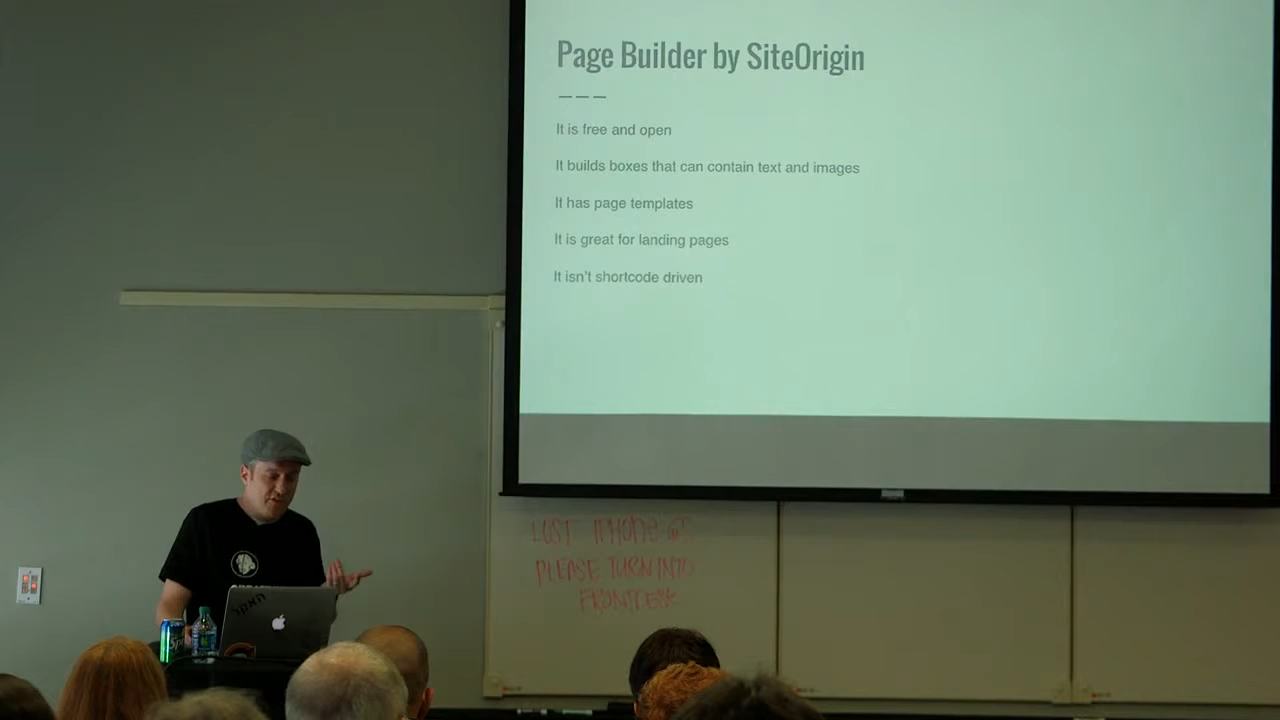 Page Builder by SiteOrigin
It is free and open
It builds boxes that can contain text and images
It has page templates
It is great for landing pages
It isn't shortcode driven
LOST IPHONE 6S
PLEASE TURN INTO
FRONT DESK
האקר